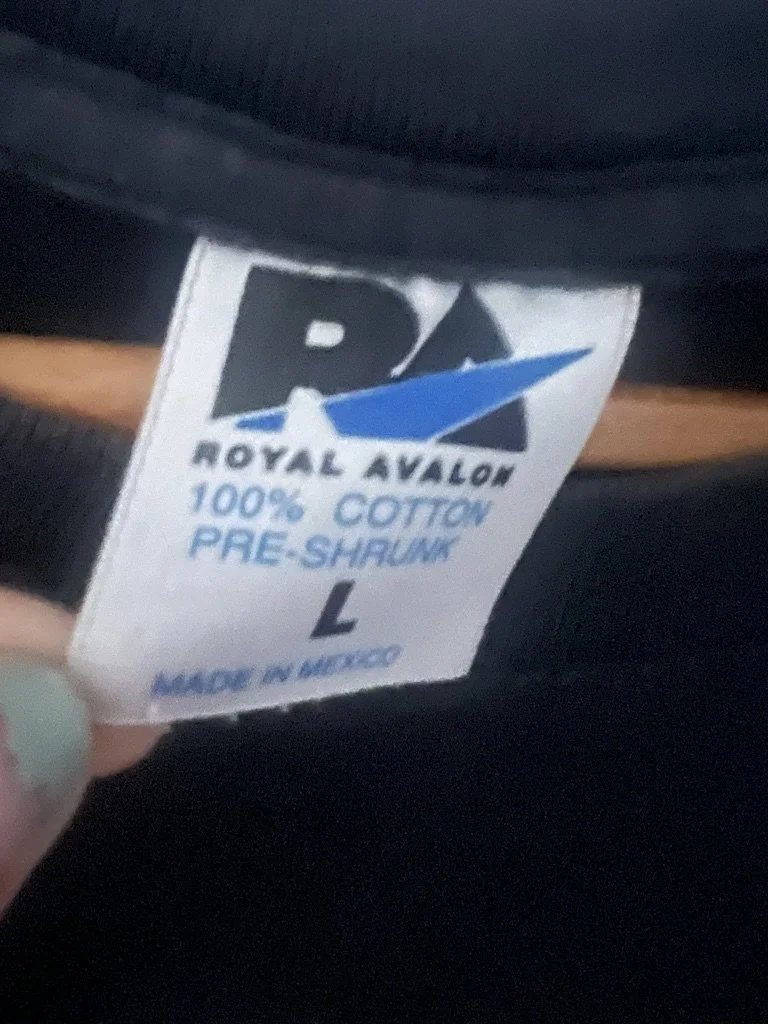 RA
ROYAL AVALON
100% COTTON
PRE-SHRUNK
L
MADE IN MEXICO